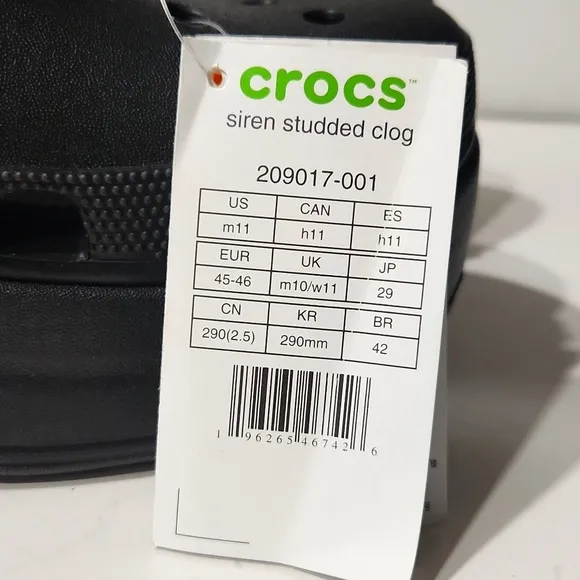 crocs™
siren studded clog
209017-001
US CAN ES
m11 h11 h11
EUR UK JP
45-46 m10/w11 29
CN KR BR
290(2.5) 290mm 42
1 96265 46742 6